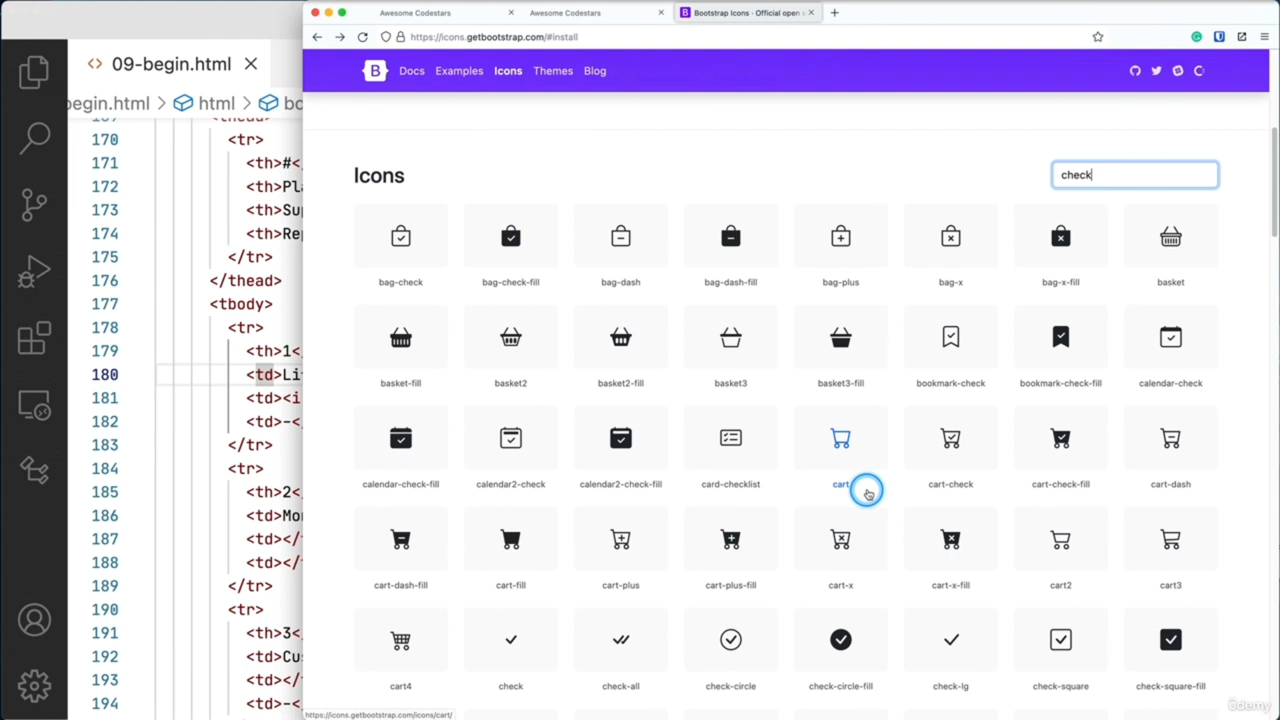 Awesome Codestars
Awesome Codestars
Bootstrap Icons - Official open
https://icons.getbootstrap.com/#install
09-begin.html
egin.html > html > bo
B Docs Examples Icons Themes Blog
Icons
check
170 <tr>
171 <th>#</
172 <th>Pla
173 <th>Sup
174 <th>Rep
175 </tr>
176 </thead>
177 <tbody>
178 <tr>
179 <th>1<
180 <td>Li
181 <td><i
182 <td>-<
183 </tr>
184 <tr>
185 <th>2<
186 <td>Mor
187 <td></
188 <td></
189 </tr>
190 <tr>
191 <th>3<
192 <td>Cu
193 <td></
194 <td>-<
bag-check bag-check-fill bag-dash bag-dash-fill bag-plus bag-x bag-x-fill basket
basket-fill basket2 basket2-fill basket3 basket3-fill bookmark-check bookmark-check-fill calendar-check
calendar-check-fill calendar2-check calendar2-check-fill card-checklist cart cart-check cart-check-fill cart-dash
cart-dash-fill cart-fill cart-plus cart-plus-fill cart-x cart-x-fill cart2 cart3
cart4 check check-all check-circle check-circle-fill check-lg check-square check-square-fill
https://icons.getbootstrap.com/icons/cart/
ûdemy